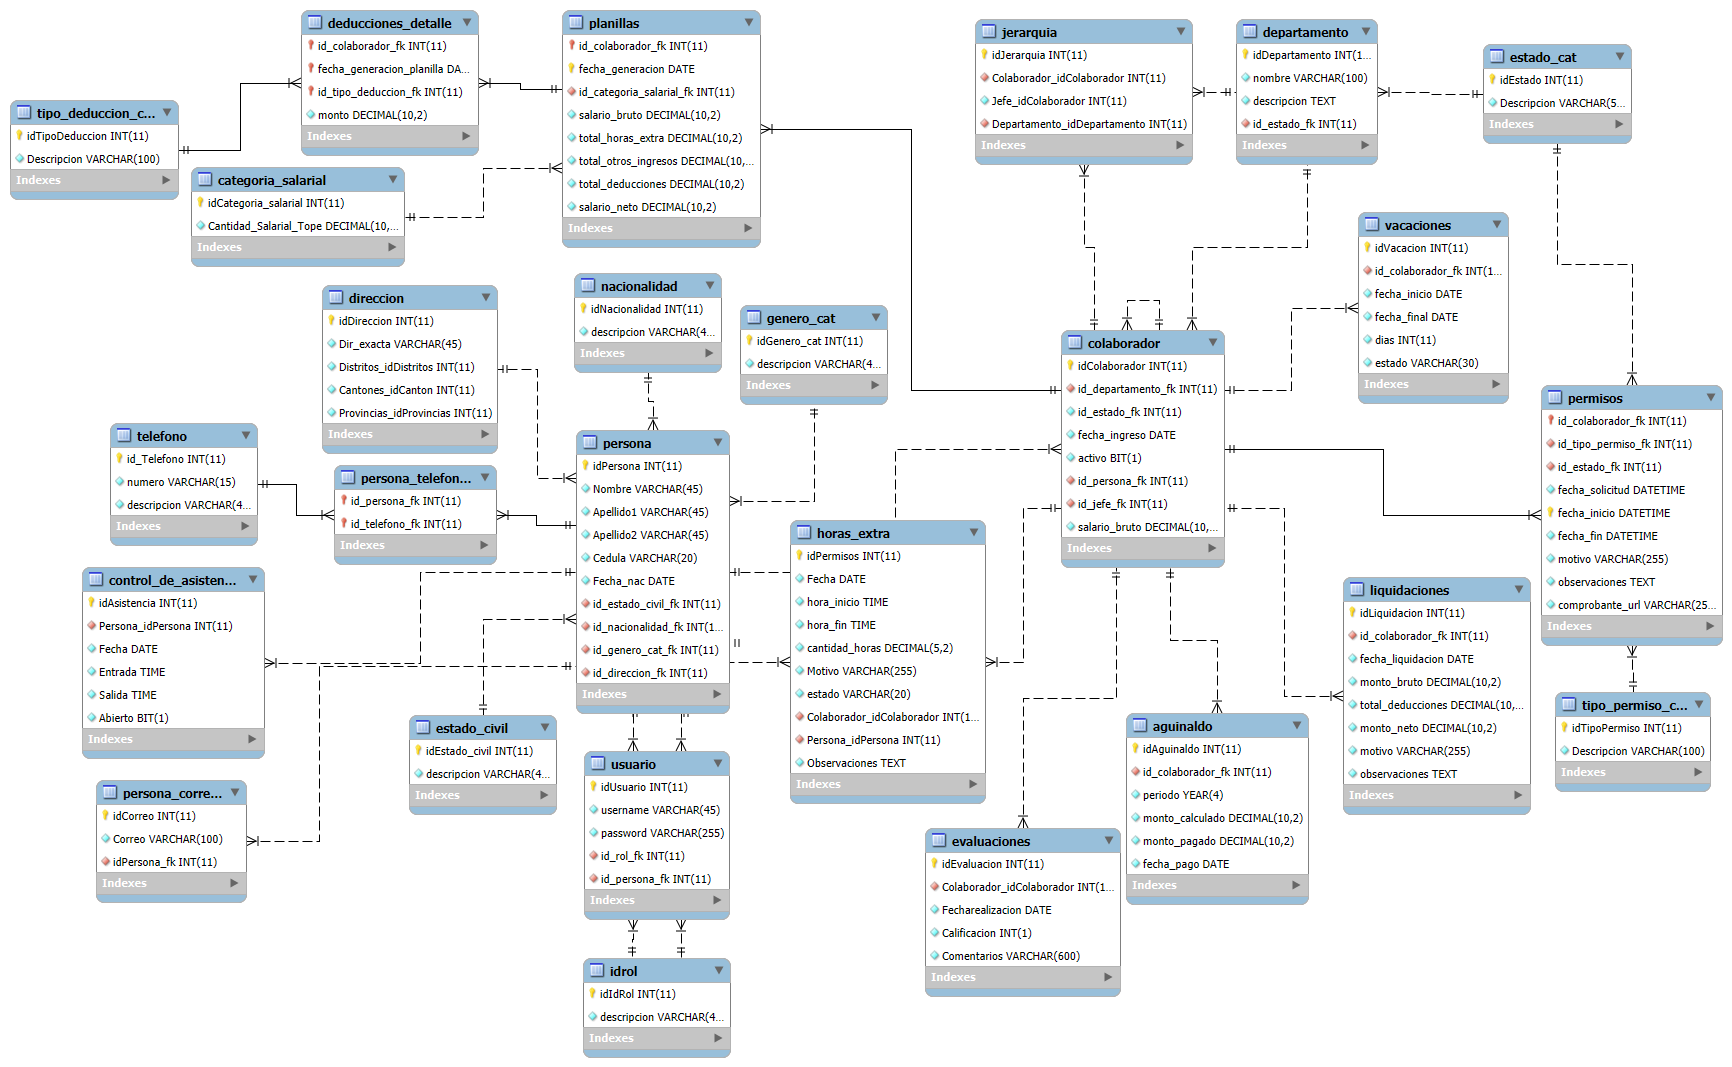 deducciones_detalle
id_colaborador_fk INT(11)
fecha_generacion_planilla DA...
id_tipo_deduccion_fk INT(11)
monto DECIMAL(10,2)
Indexes
planillas
id_colaborador_fk INT(11)
fecha_generacion DATE
id_categoria_salarial_fk INT(11)
salario_bruto DECIMAL(10,2)
total_horas_extra DECIMAL(10,2)
total_otros_ingresos DECIMAL(10,...
total_deducciones DECIMAL(10,2)
salario_neto DECIMAL(10,2)
Indexes
jerarquia
idJerarquia INT(11)
Colaborador_idColaborador INT(11)
Jefe_idColaborador INT(11)
Departamento_idDepartamento INT(11)
Indexes
departamento
idDepartamento INT(1...
nombre VARCHAR(100)
descripcion TEXT
id_estado_fk INT(11)
Indexes
estado_cat
idEstado INT(11)
Descripcion VARCHAR(5...
Indexes
tipo_deduccion_c...
idTipoDeduccion INT(11)
Descripcion VARCHAR(100)
Indexes
categoria_salarial
idCategoria_salarial INT(11)
Cantidad_Salarial_Tope DECIMAL(10,...
Indexes
vacaciones
idVacacion INT(11)
id_colaborador_fk INT(1...
fecha_inicio DATE
fecha_final DATE
dias INT(11)
estado VARCHAR(30)
Indexes
direccion
idDireccion INT(11)
Dir_exacta VARCHAR(45)
Distritos_idDistritos INT(11)
Cantones_idCanton INT(11)
Provincias_idProvincias INT(11)
Indexes
nacionalidad
idNacionalidad INT(11)
descripcion VARCHAR(4...
Indexes
genero_cat
idGenero_cat INT(11)
descripcion VARCHAR(4...
Indexes
colaborador
idColaborador INT(11)
id_departamento_fk INT(11)
id_estado_fk INT(11)
fecha_ingreso DATE
activo BIT(1)
id_persona_fk INT(11)
id_jefe_fk INT(11)
salario_bruto DECIMAL(10,...
Indexes
permisos
id_colaborador_fk INT(11)
id_tipo_permiso_fk INT(11)
id_estado_fk INT(11)
fecha_solicitud DATETIME
fecha_inicio DATETIME
fecha_fin DATETIME
motivo VARCHAR(255)
observaciones TEXT
comprobante_url VARCHAR(25...
Indexes
telefono
id_Telefono INT(11)
numero VARCHAR(15)
descripcion VARCHAR(4...
Indexes
persona_telefon...
id_persona_fk INT(11)
id_telefono_fk INT(11)
Indexes
persona
idPersona INT(11)
Nombre VARCHAR(45)
Apellido1 VARCHAR(45)
Apellido2 VARCHAR(45)
Cedula VARCHAR(20)
Fecha_nac DATE
id_estado_civil_fk INT(11)
id_nacionalidad_fk INT(1...
id_genero_cat_fk INT(11)
id_direccion_fk INT(11)
Indexes
horas_extra
idPermisos INT(11)
Fecha DATE
hora_inicio TIME
hora_fin TIME
cantidad_horas DECIMAL(5,2)
Motivo VARCHAR(255)
estado VARCHAR(20)
Colaborador_idColaborador INT(1...
Persona_idPersona INT(11)
Observaciones TEXT
Indexes
control_de_asisten...
idAsistencia INT(11)
Persona_idPersona INT(11)
Fecha DATE
Entrada TIME
Salida TIME
Abierto BIT(1)
Indexes
liquidaciones
idLiquidacion INT(11)
id_colaborador_fk INT(11)
fecha_liquidacion DATE
monto_bruto DECIMAL(10,2)
total_deducciones DECIMAL(10,...
monto_neto DECIMAL(10,2)
motivo VARCHAR(255)
observaciones TEXT
Indexes
tipo_permiso_c...
idTipoPermiso INT(11)
Descripcion VARCHAR(100)
Indexes
estado_civil
idEstado_civil INT(11)
descripcion VARCHAR(4...
Indexes
aguinaldo
idAguinaldo INT(11)
id_colaborador_fk INT(11)
periodo YEAR(4)
monto_calculado DECIMAL(10,2)
monto_pagado DECIMAL(10,2)
fecha_pago DATE
Indexes
usuario
idUsuario INT(11)
username VARCHAR(45)
password VARCHAR(255)
id_rol_fk INT(11)
id_persona_fk INT(11)
Indexes
persona_corre...
idCorreo INT(11)
Correo VARCHAR(100)
idPersona_fk INT(11)
Indexes
evaluaciones
idEvaluacion INT(11)
Colaborador_idColaborador INT(1...
Fecharealizacion DATE
Calificacion INT(1)
Comentarios VARCHAR(600)
Indexes
idrol
idIdRol INT(11)
descripcion VARCHAR(4...
Indexes